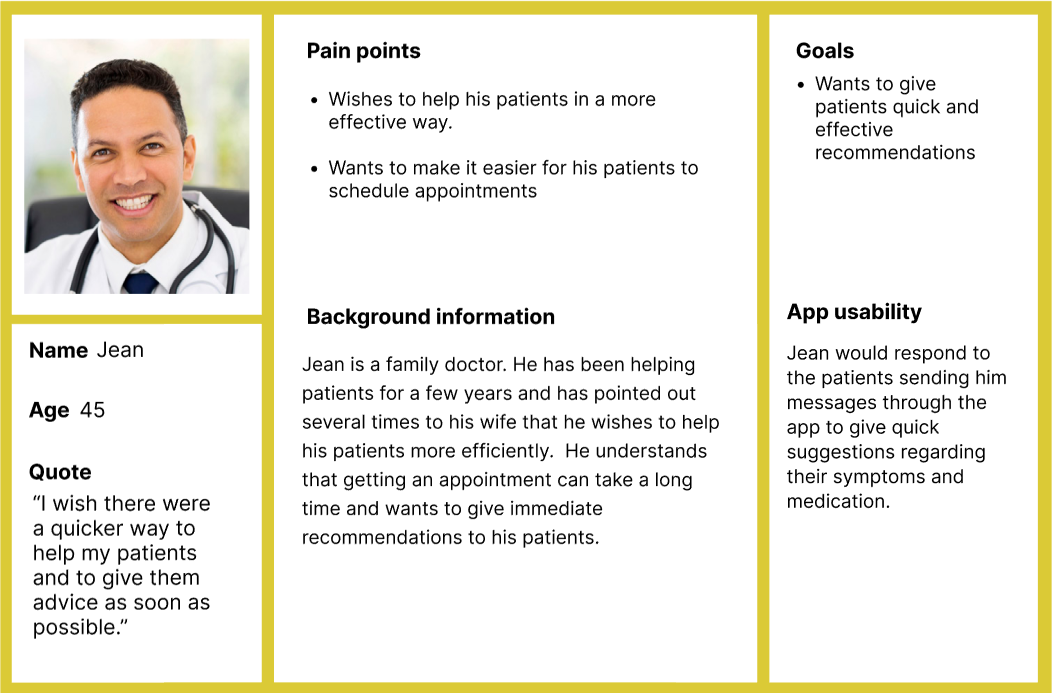 Name Jean
Age 45
Quote
“I wish there were
a quicker way to
help my patients
and to give them
advice as soon as
possible.”
Pain points
• Wishes to help his patients in a more
effective way.
• Wants to make it easier for his patients to
schedule appointments
Background information
Jean is a family doctor. He has been helping
patients for a few years and has pointed out
several times to his wife that he wishes to help
his patients more efficiently.  He understands
that getting an appointment can take a long
time and wants to give immediate
recommendations to his patients.
Goals
• Wants to give
patients quick and
effective
recommendations
App usability
Jean would respond to
the patients sending him
messages through the
app to give quick
suggestions regarding
their symptoms and
medication.